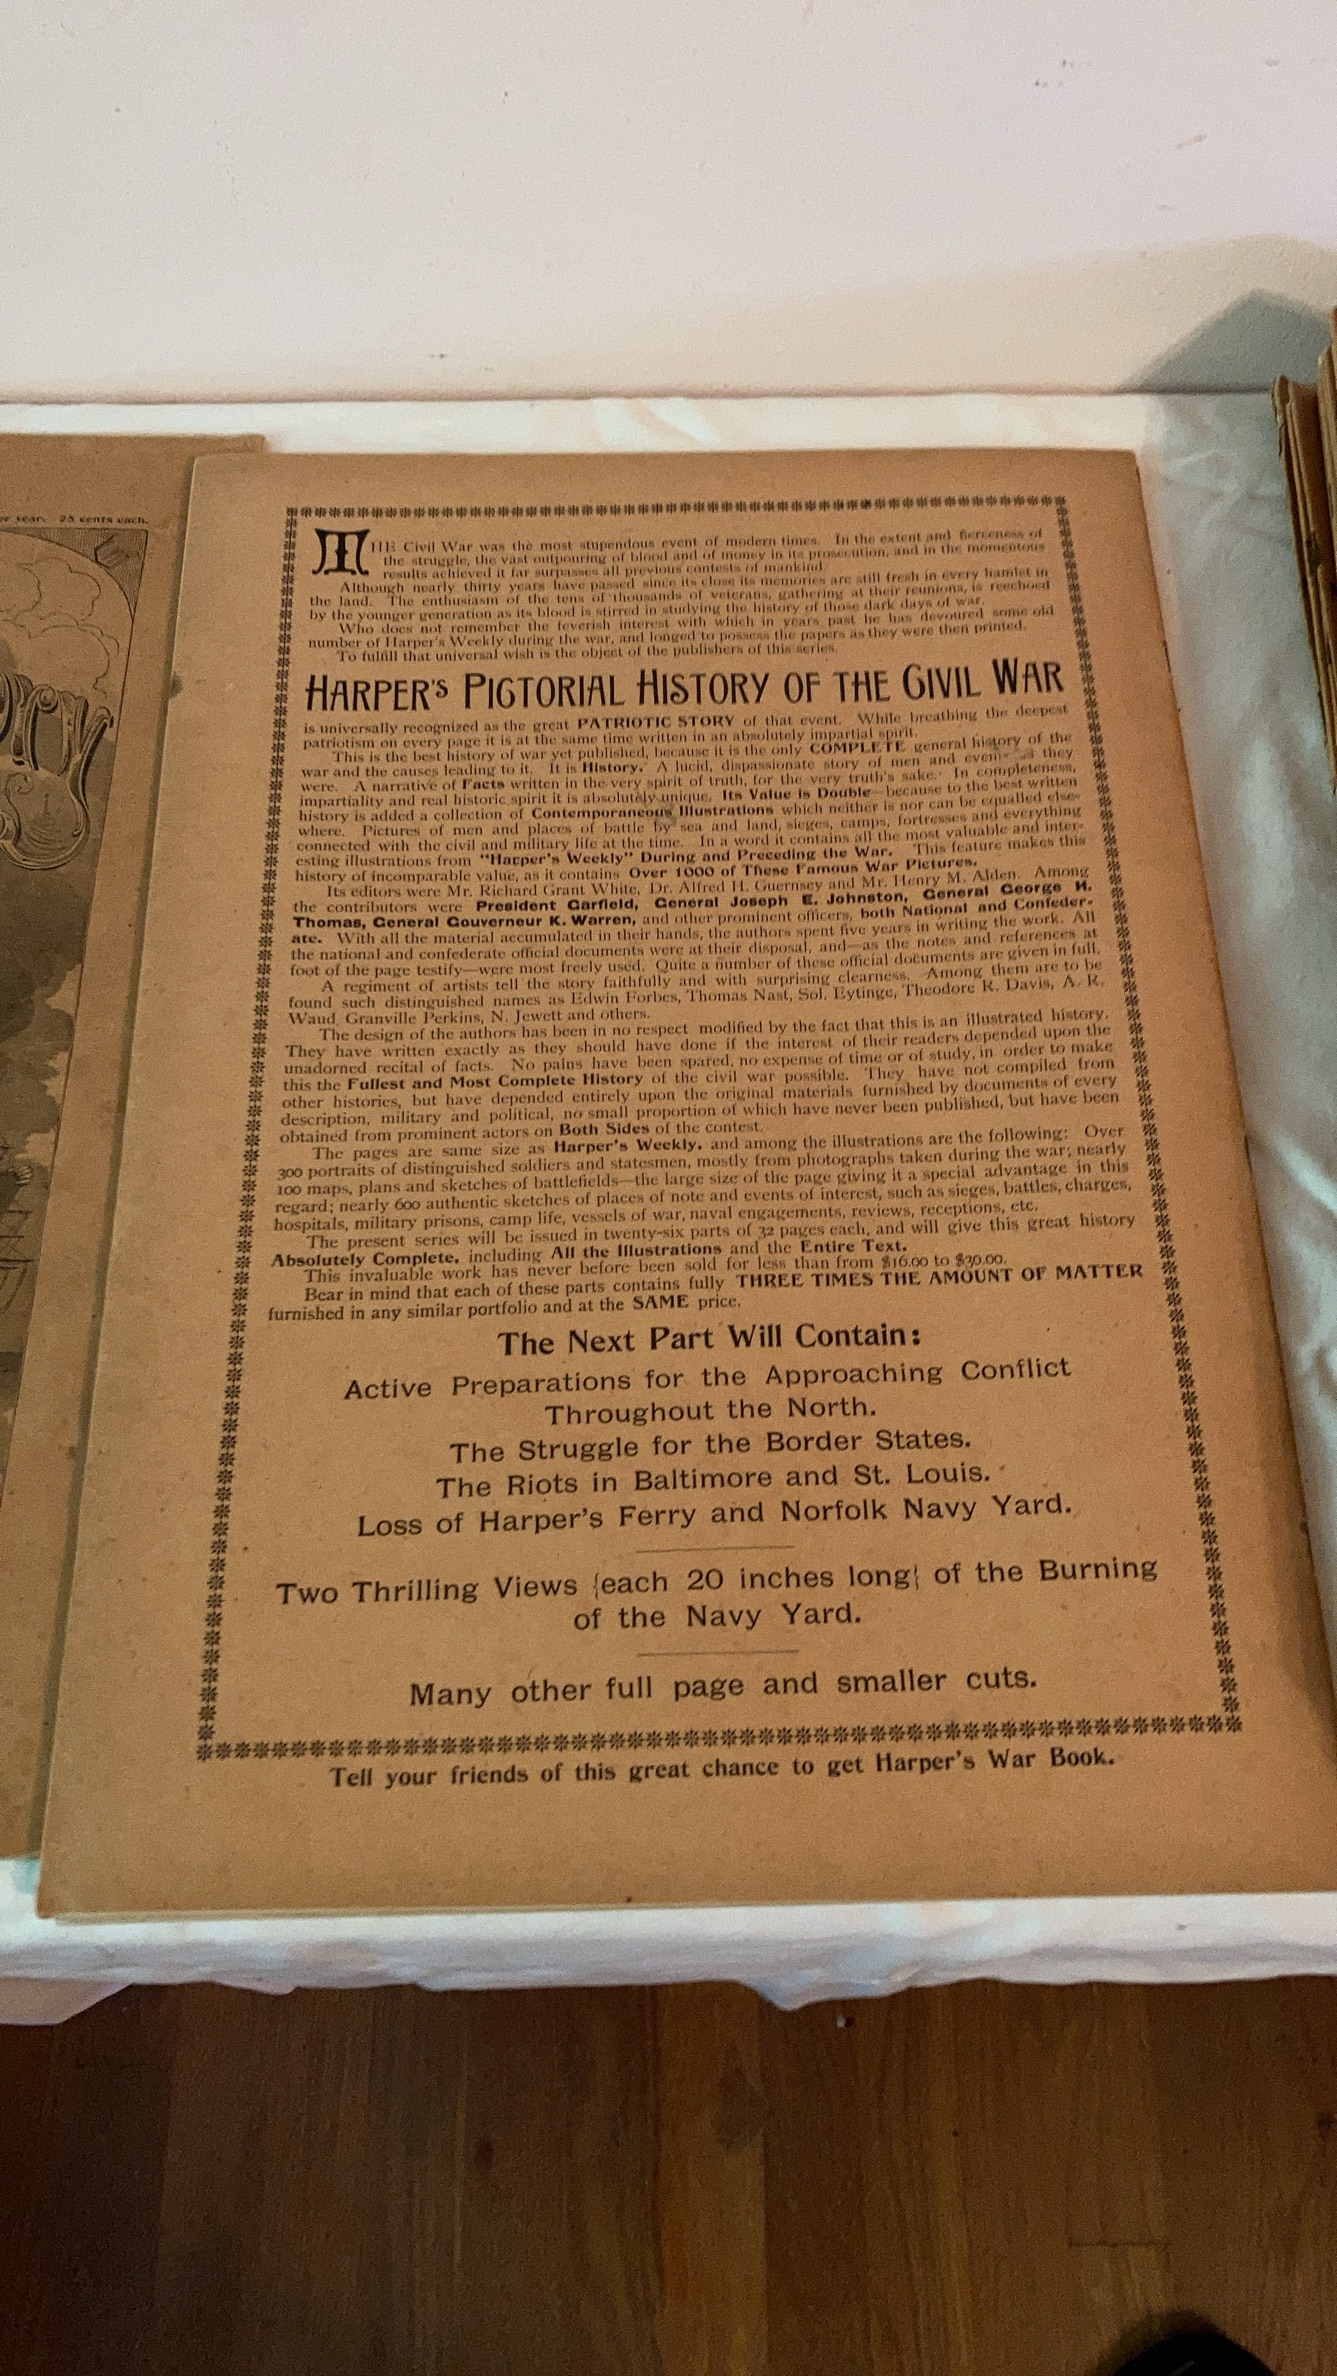 er year. 25 cents each.
THE Civil War was the most stupendous event of modern times. In the extent and fierceness of
the struggle, the vast outpouring of blood and of money in its prosecution, and in the momentous
results achieved it far surpasses all previous contests of mankind.
Although nearly thirty years have passed since its close its memories are still fresh in every hamlet in
the land. The enthusiasm of the tens of thousands of veterans, gathering at their reunions, is reechoed
by the younger generation as its blood is stirred in studying the history of those dark days of war.
Who does not remember the feverish interest with which in years past he has devoured some old
number of Harper's Weekly during the war, and longed to possess the papers as they were then printed.
To fulfill that universal wish is the object of the publishers of this series.
HARPER'S PICTORIAL HISTORY OF THE CIVIL WAR
is universally recognized as the great PATRIOTIC STORY of that event. While breathing the deepest
patriotism on every page it is at the same time written in an absolutely impartial spirit.
This is the best history of war yet published, because it is the only COMPLETE general history of the
war and the causes leading to it. It is History. A lucid, dispassionate story of men and even as they
were. A narrative of Facts written in the very spirit of truth, for the very truth's sake. In completeness,
impartiality and real historic spirit it is absolutely unique. Its Value is Double—because to the best written
history is added a collection of Contemporaneous Illustrations which neither is nor can be equalled else-
where. Pictures of men and places of battle by sea and land, sieges, camps, fortresses and everything
connected with the civil and military life at the time. In a word it contains all the most valuable and inter-
esting illustrations from "Harper's Weekly" During and Preceding the War. This feature makes this
history of incomparable value, as it contains Over 1000 of These Famous War Pictures.
Its editors were Mr. Richard Grant White, Dr. Alfred H. Guernsey and Mr. Henry M. Alden. Among
the contributors were President Garfield, General Joseph E. Johnston, General George H.
Thomas, General Gouverneur K. Warren, and other prominent officers, both National and Confeder-
ate. With all the material accumulated in their hands, the authors spent five years in writing the work. All
the national and confederate official documents were at their disposal, and—as the notes and references at
foot of the page testify—were most freely used. Quite a number of these official documents are given in full.
A regiment of artists tell the story faithfully and with surprising clearness. Among them are to be
found such distinguished names as Edwin Forbes, Thomas Nast, Sol. Eytinge, Theodore R. Davis, A. R.
Waud, Granville Perkins, N. Jewett and others.
The design of the authors has been in no respect modified by the fact that this is an illustrated history.
They have written exactly as they should have done if the interest of their readers depended upon the
unadorned recital of facts. No pains have been spared, no expense of time or of study, in order to make
this the Fullest and Most Complete History of the civil war possible. They have not compiled from
other histories, but have depended entirely upon the original materials furnished by documents of every
description, military and political, no small proportion of which have never been published, but have been
obtained from prominent actors on Both Sides of the contest.
The pages are same size as Harper's Weekly, and among the illustrations are the following: Over
300 portraits of distinguished soldiers and statesmen, mostly from photographs taken during the war; nearly
100 maps, plans and sketches of battlefields—the large size of the page giving it a special advantage in this
regard; nearly 600 authentic sketches of places of note and events of interest, such as sieges, battles, charges,
hospitals, military prisons, camp life, vessels of war, naval engagements, reviews, receptions, etc.
The present series will be issued in twenty-six parts of 32 pages each, and will give this great history
Absolutely Complete, including All the Illustrations and the Entire Text.
This invaluable work has never before been sold for less than from $16.00 to $30.00.
Bear in mind that each of these parts contains fully THREE TIMES THE AMOUNT OF MATTER
furnished in any similar portfolio and at the SAME price.
The Next Part Will Contain:
Active Preparations for the Approaching Conflict
Throughout the North.
The Struggle for the Border States.
The Riots in Baltimore and St. Louis.
Loss of Harper's Ferry and Norfolk Navy Yard.
Two Thrilling Views {each 20 inches long} of the Burning
of the Navy Yard.
Many other full page and smaller cuts.
Tell your friends of this great chance to get Harper's War Book.